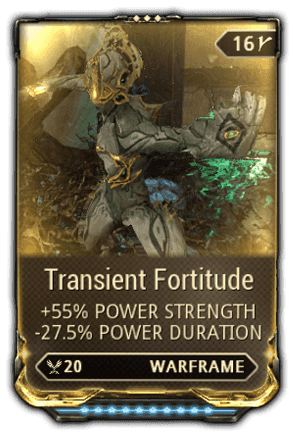 16
Transient Fortitude
+55% POWER STRENGTH
-27.5% POWER DURATION
20 WARFRAME